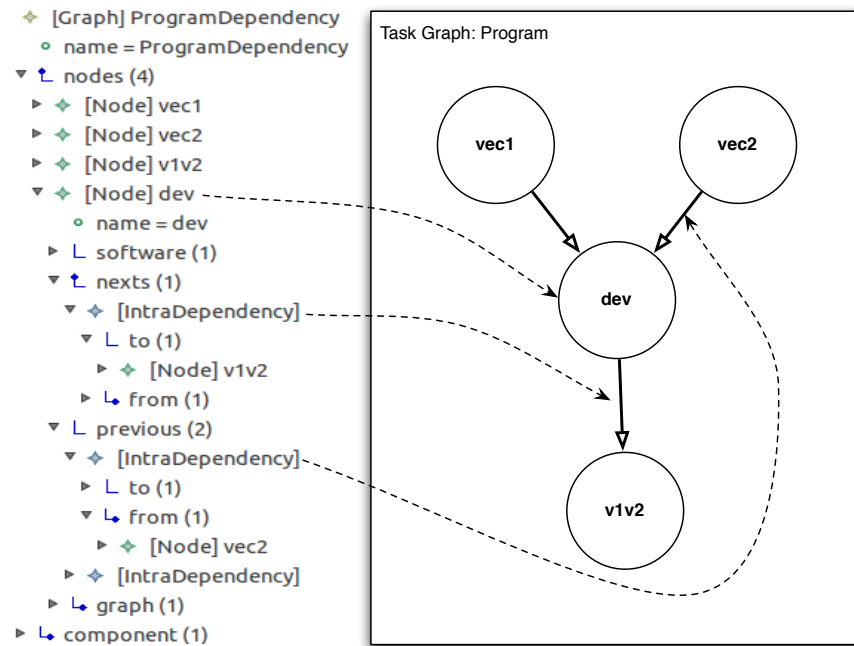 [Graph] ProgramDependency
name = ProgramDependency
nodes (4)
[Node] vec1
[Node] vec2
[Node] v1v2
[Node] dev
name = dev
software (1)
nexts (1)
[IntraDependency]
to (1)
[Node] v1v2
from (1)
previous (2)
[IntraDependency]
to (1)
from (1)
[Node] vec2
[IntraDependency]
graph (1)
component (1)
Task Graph: Program
vec1
vec2
dev
v1v2